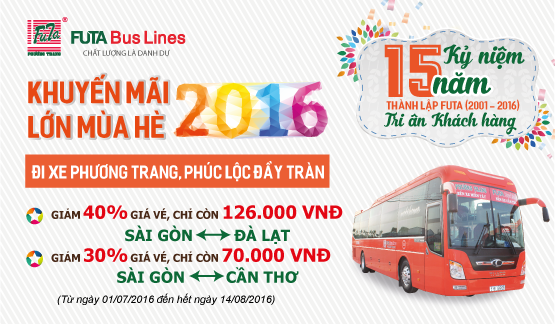 FUTA
PHƯƠNG TRANG
FUTA Bus Lines
CHẤT LƯỢNG LÀ DANH DỰ
KHUYẾN MÃI
LỚN MÙA HÈ
2016
15 năm
Kỷ niệm
THÀNH LẬP FUTA (2001 - 2016)
Tri ân Khách hàng
ĐI XE PHƯƠNG TRANG, PHÚC LỘC ĐẦY TRÀN
GIẢM 40% GIÁ VÉ, CHỈ CÒN 126.000 VNĐ
SÀI GÒN ⟷ ĐÀ LẠT
GIẢM 30% GIÁ VÉ, CHỈ CÒN 70.000 VNĐ
SÀI GÒN ⟷ CẦN THƠ
(Từ ngày 01/07/2016 đến hết ngày 14/08/2016)